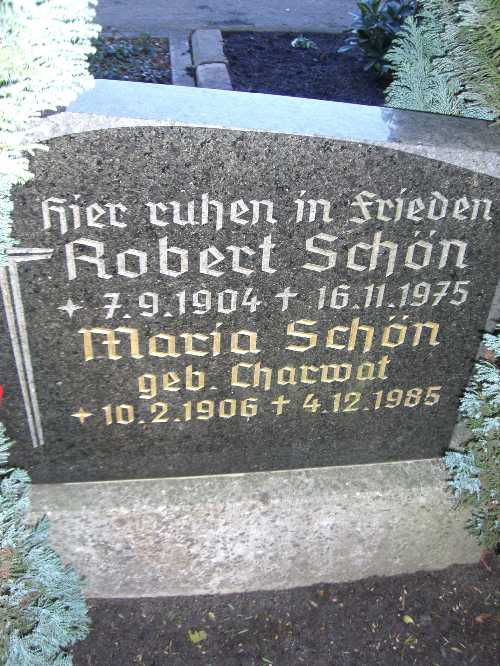 Hier ruhen in Frieden
Robert Schön
+ 7.9.1904 † 16.11.1975
Maria Schön
geb. Charwat
+ 10.2.1906 † 4.12.1985